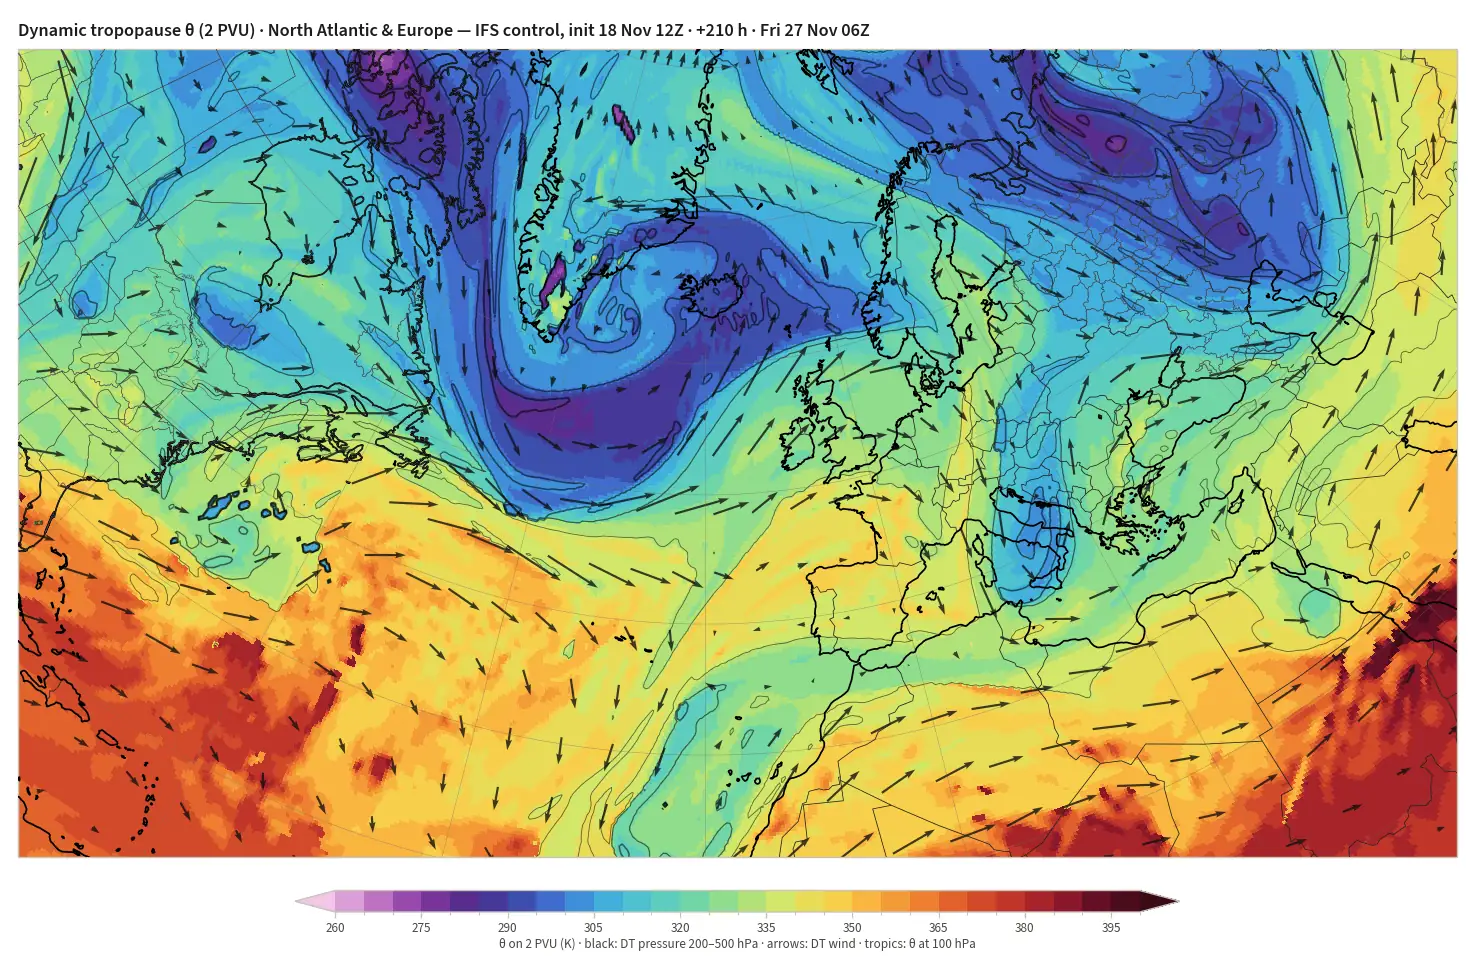 Dynamic tropopause θ (2 PVU) · North Atlantic & Europe — IFS control, init 18 Nov 12Z · +210 h · Fri 27 Nov 06Z
260 275 290 305 320 335 350 365 380 395
θ on 2 PVU (K) · black: DT pressure 200–500 hPa · arrows: DT wind · tropics: θ at 100 hPa